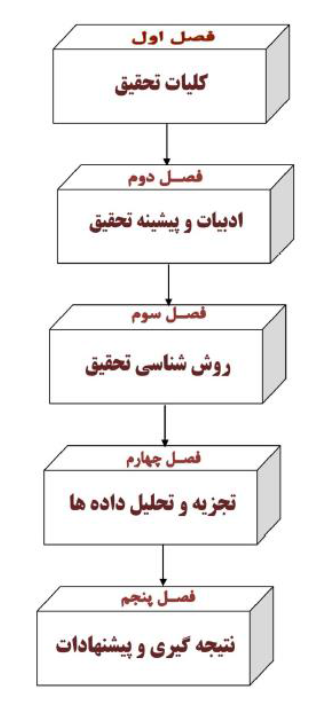 فصل اول
کلیات تحقیق
فصل دوم
ادبیات و پیشینه تحقیق
فصل سوم
روش شناسی تحقیق
فصل چهارم
تجزیه و تحلیل داده ها
فصل پنجم
نتیجه گیری و پیشنهادات